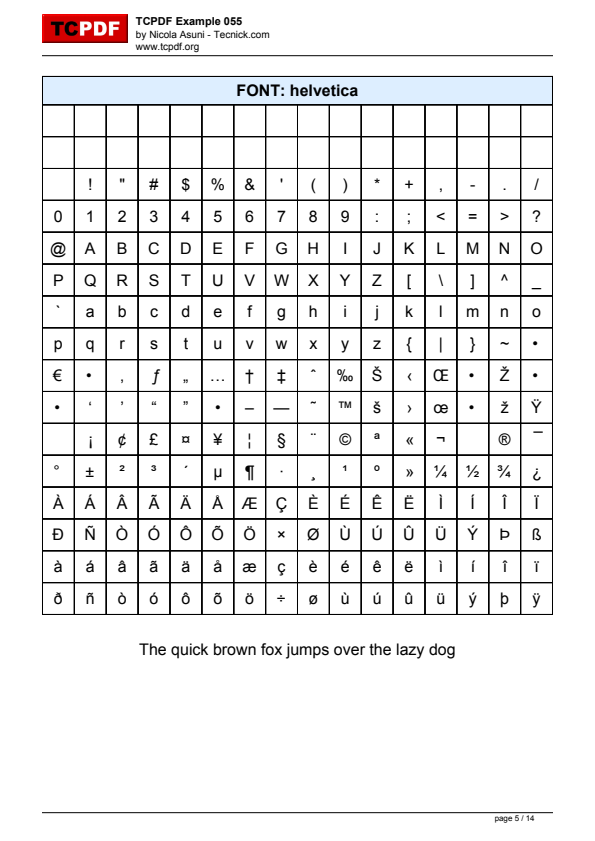 TCPDF
TCPDF Example 055
by Nicola Asuni - Tecnick.com
www.tcpdf.org
FONT: helvetica
! " # $ % & ' ( ) * + , - . /
0 1 2 3 4 5 6 7 8 9 : ; < = > ?
@ A B C D E F G H I J K L M N O
P Q R S T U V W X Y Z [ \ ] ^ _
` a b c d e f g h i j k l m n o
p q r s t u v w x y z { | } ~ •
€ • ‚ ƒ „ … † ‡ ˆ ‰ Š ‹ Œ • Ž •
• ‘ ’ “ ” • – — ˜ ™ š › œ • ž Ÿ
¡ ¢ £ ¤ ¥ ¦ § ¨ © ª « ¬ ® ¯
° ± ² ³ ´ µ ¶ · ¸ ¹ º » ¼ ½ ¾ ¿
À Á Â Ã Ä Å Æ Ç È É Ê Ë Ì Í Î Ï
Ð Ñ Ò Ó Ô Õ Ö × Ø Ù Ú Û Ü Ý Þ ß
à á â ã ä å æ ç è é ê ë ì í î ï
ð ñ ò ó ô õ ö ÷ ø ù ú û ü ý þ ÿ
The quick brown fox jumps over the lazy dog
page 5 / 14